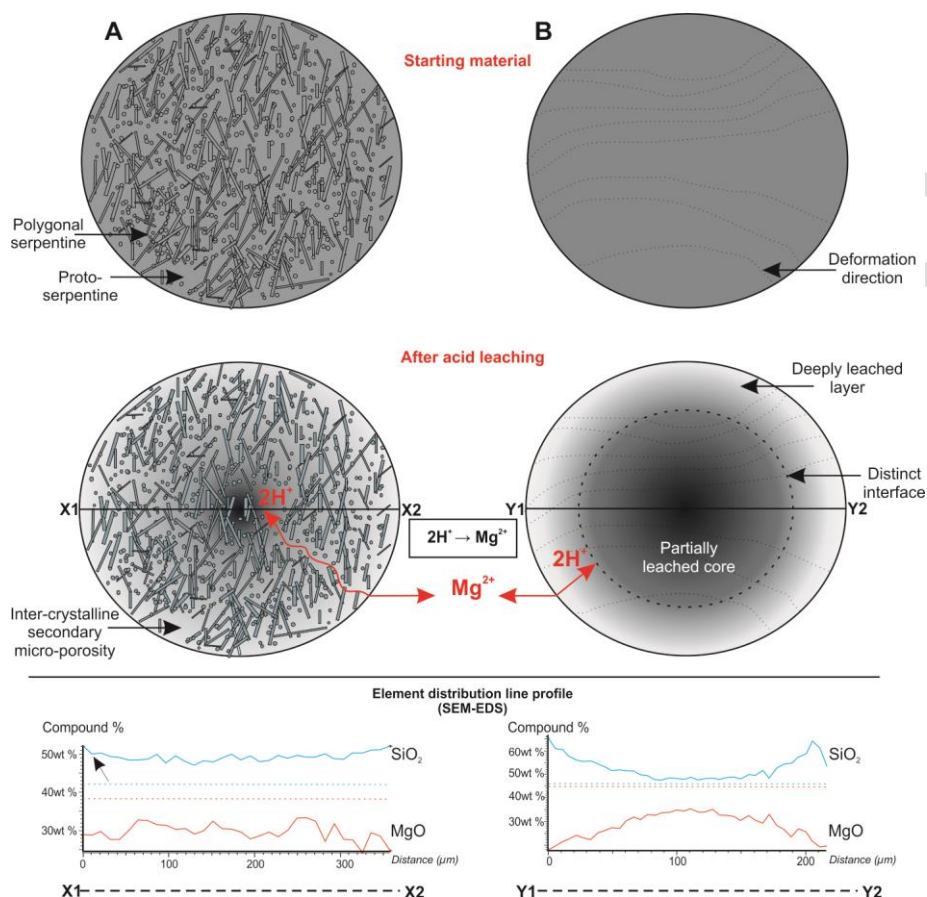 A
B
Starting material
Polygonal
serpentine
Proto-
serpentine
Deformation
direction
After acid leaching
Deeply leached
layer
Distinct
interface
X1
2H⁺
X2
2H⁺ → Mg²⁺
Y1
Y2
2H⁺
Partially
leached core
Mg²⁺
Inter-crystalline
secondary
micro-porosity
Element distribution line profile
(SEM-EDS)
Compound %
50wt %
40wt %
30wt %
SiO₂
MgO
0
100
200
300
Distance (µm)
X1
X2
Compound %
60wt %
50wt %
40wt %
30wt %
SiO₂
MgO
0
100
200
Distance (µm)
Y1
Y2